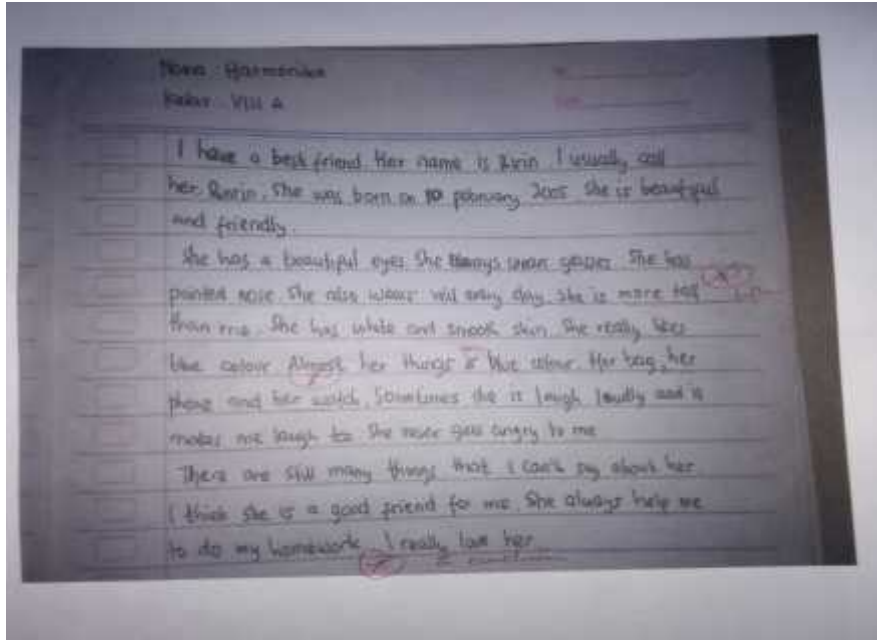 Nama : Harmonika
Kelas : VIII A
I have a best friend. Her name is Ririn. I usually call
her Ririn. She was born on 10 february 2005. She is beautiful
and friendly.
She has a beautiful eyes. She always wear glasses. She has
pointed nose. She also wear veil every day. She is more tall
than me. She has white and smooth skin. She really likes
blue colour. Almost her things is blue colour. Her bag, her
phone and her watch. Sometimes she is laugh loudly and is
makes me laugh to. She never gets angry to me
There are still many things that I can't say about her
I think she is a good friend for me. She always help me
to do my homework. I really love her.